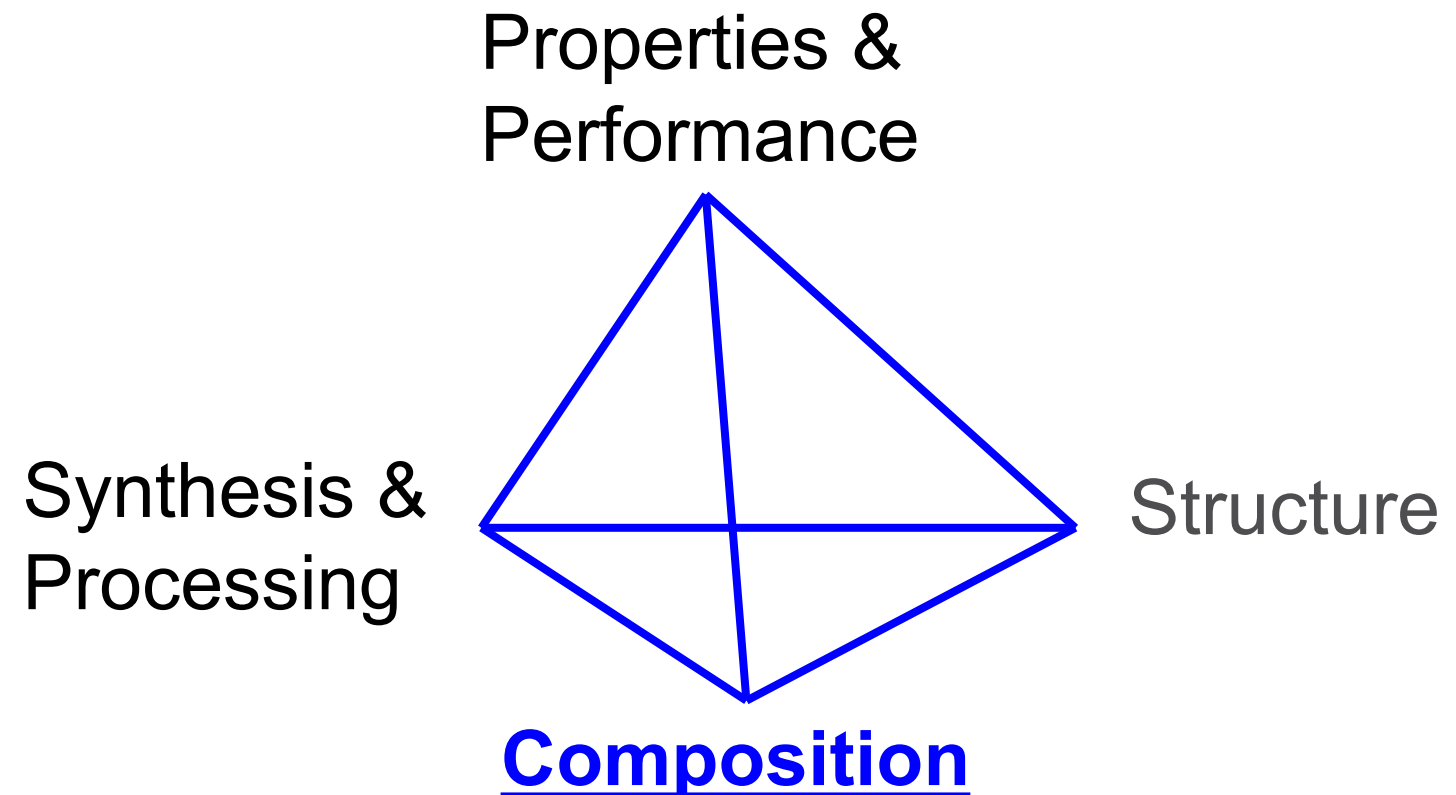 Properties &
Performance
Synthesis &
Processing
Structure
Composition